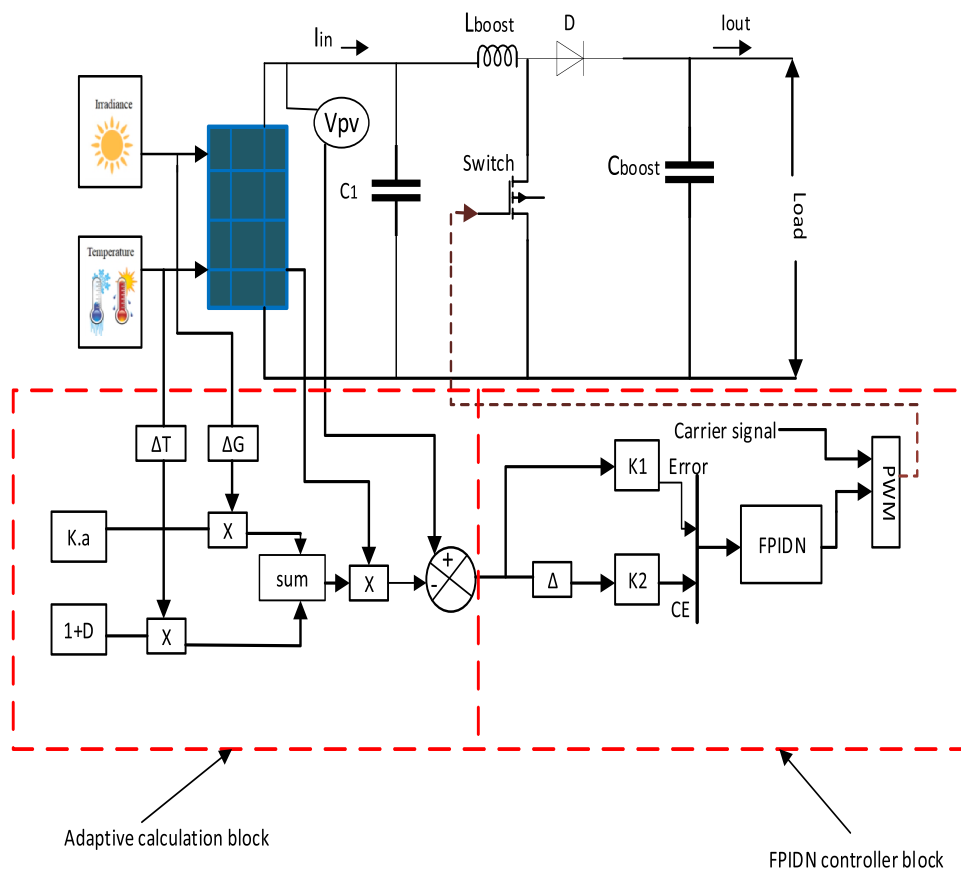 Iin
Lboost
D
Iout
Irradiance
Vpv
C1
Switch
Cboost
Load
Temperature
ΔT
ΔG
Carrier signal
K1
Error
PWM
K.a
X
FPIDN
sum
X
+
-
Δ
K2
CE
1+D
X
Adaptive calculation block
FPIDN controller block